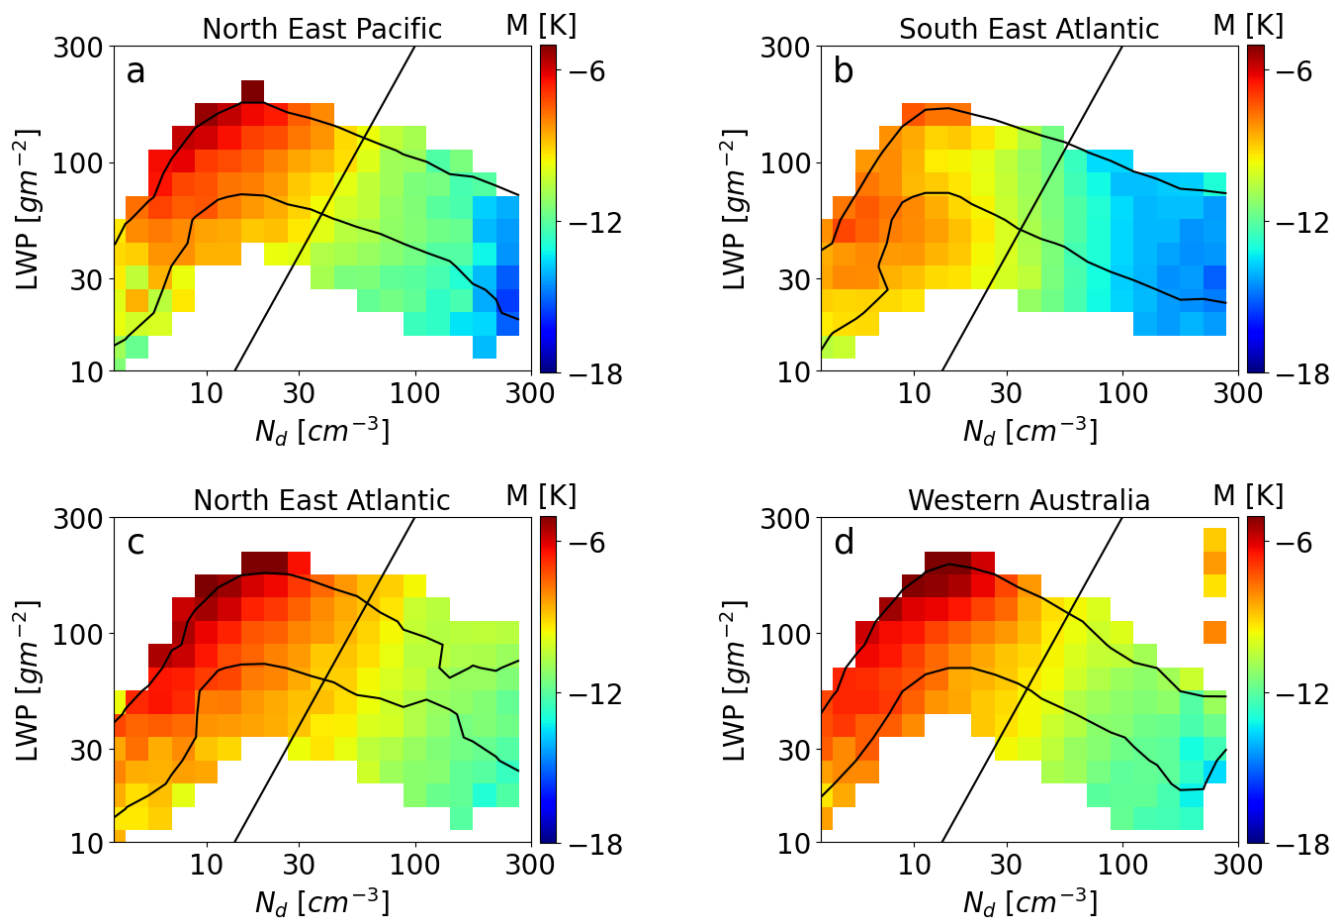 North East Pacific
M [K]
a
300
100
30
10
LWP [gm⁻²]
10 30 100 300
N_d [cm⁻³]
−6
−12
−18
South East Atlantic
M [K]
b
300
100
30
10
LWP [gm⁻²]
10 30 100 300
N_d [cm⁻³]
−6
−12
−18
North East Atlantic
M [K]
c
300
100
30
10
LWP [gm⁻²]
10 30 100 300
N_d [cm⁻³]
−6
−12
−18
Western Australia
M [K]
d
300
100
30
10
LWP [gm⁻²]
10 30 100 300
N_d [cm⁻³]
−6
−12
−18